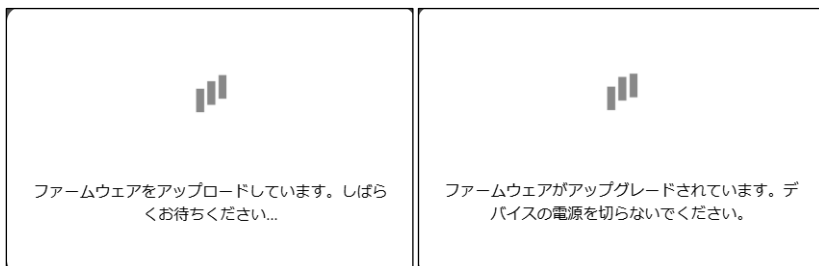 ファームウェアをアップロードしています。しばら
くお待ちください...
ファームウェアがアップグレードされています。デ
バイスの電源を切らないでください。